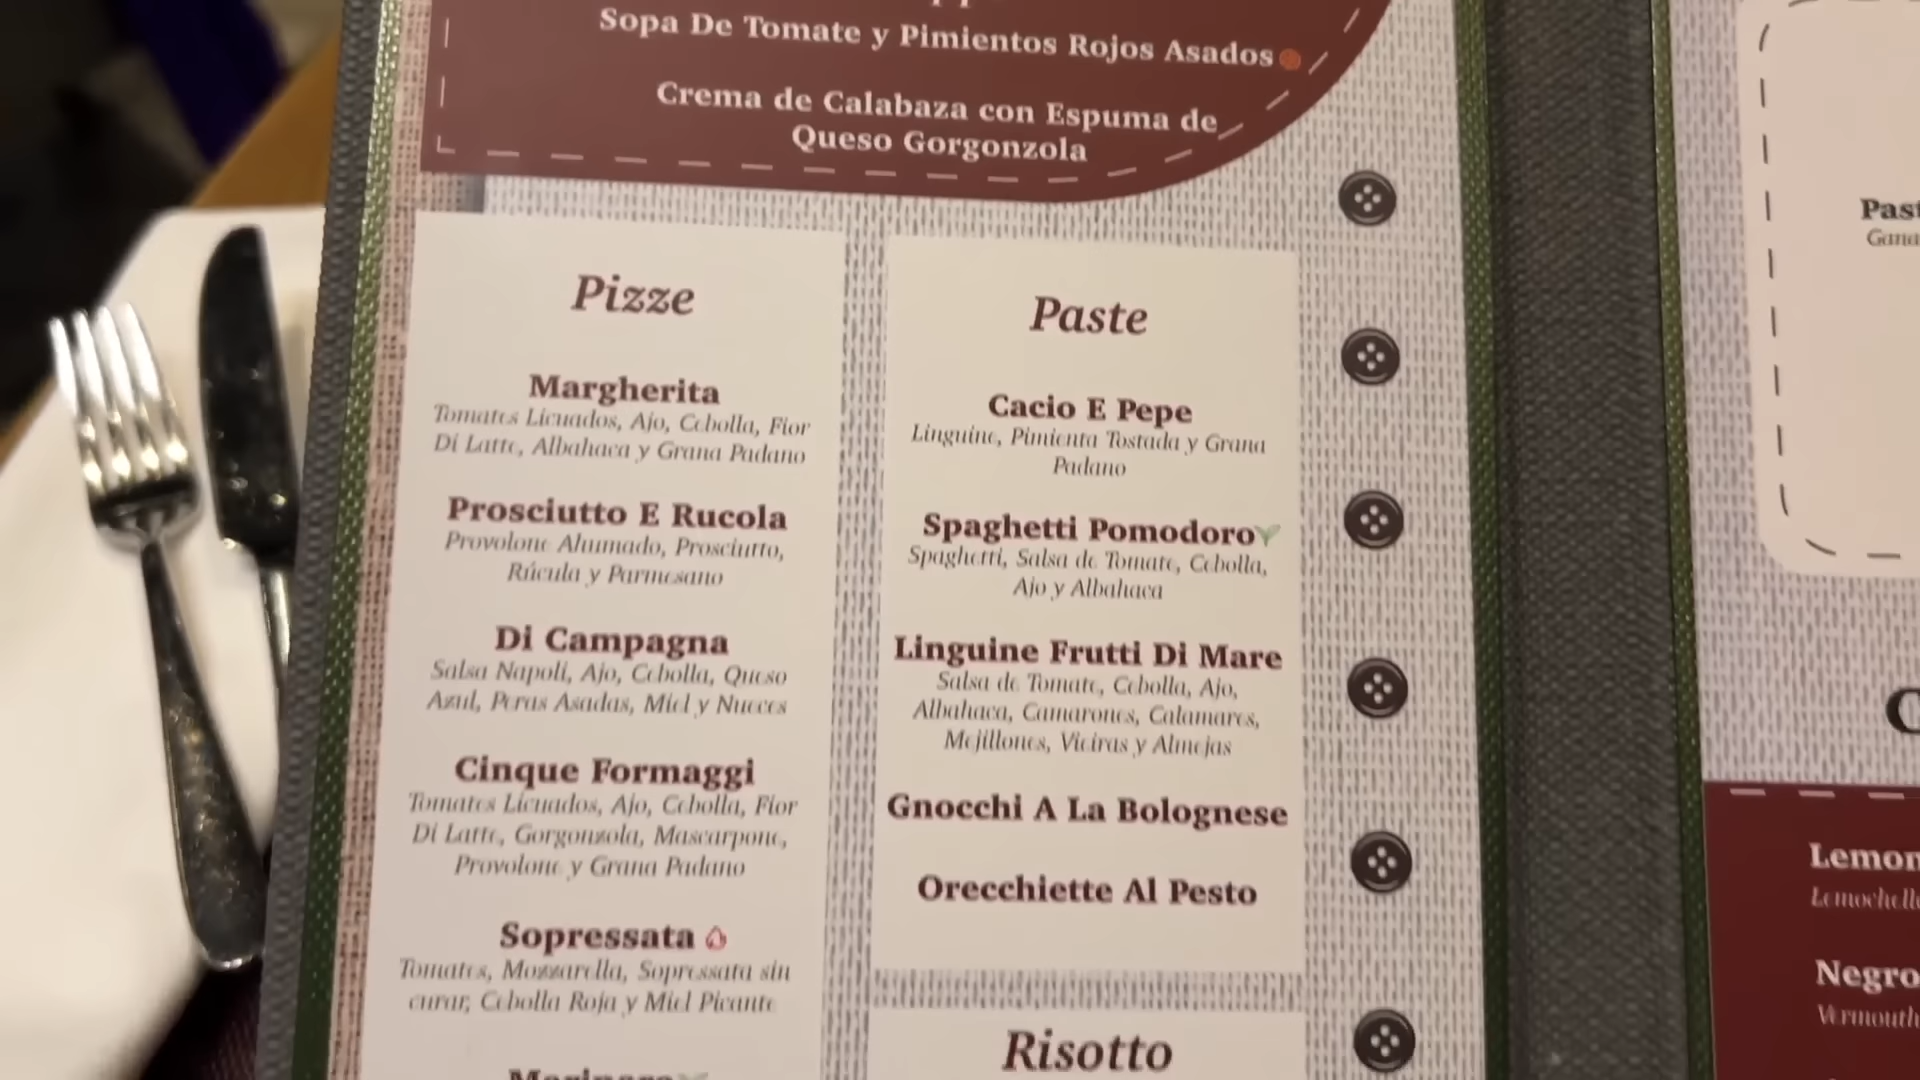 Sopa De Tomate y Pimientos Rojos Asados
Crema de Calabaza con Espuma de
Queso Gorgonzola
Pizze
Margherita
Tomates Licuados, Ajo, Cebolla, Fior
Di Latte, Albahaca y Grana Padano
Prosciutto E Rucola
Provolone Ahumado, Prosciutto,
Rúcula y Parmesano
Di Campagna
Salsa Napoli, Ajo, Cebolla, Queso
Azul, Peras Asadas, Miel y Nueces
Cinque Formaggi
Tomates Licuados, Ajo, Cebolla, Fior
Di Latte, Gorgonzola, Mascarpone,
Provolone y Grana Padano
Sopressata
Tomates, Mozzarella, Sopressata sin
curar, Cebolla Roja y Miel Picante
Paste
Cacio E Pepe
Linguine, Pimienta Tostada y Grana
Padano
Spaghetti Pomodoro
Spaghetti, Salsa de Tomate, Cebolla,
Ajo y Albahaca
Linguine Frutti Di Mare
Salsa de Tomate, Cebolla, Ajo,
Albahaca, Camarones, Calamares,
Mejillones, Vieiras y Almejas
Gnocchi A La Bolognese
Orecchiette Al Pesto
Risotto
Negro
Vermouth